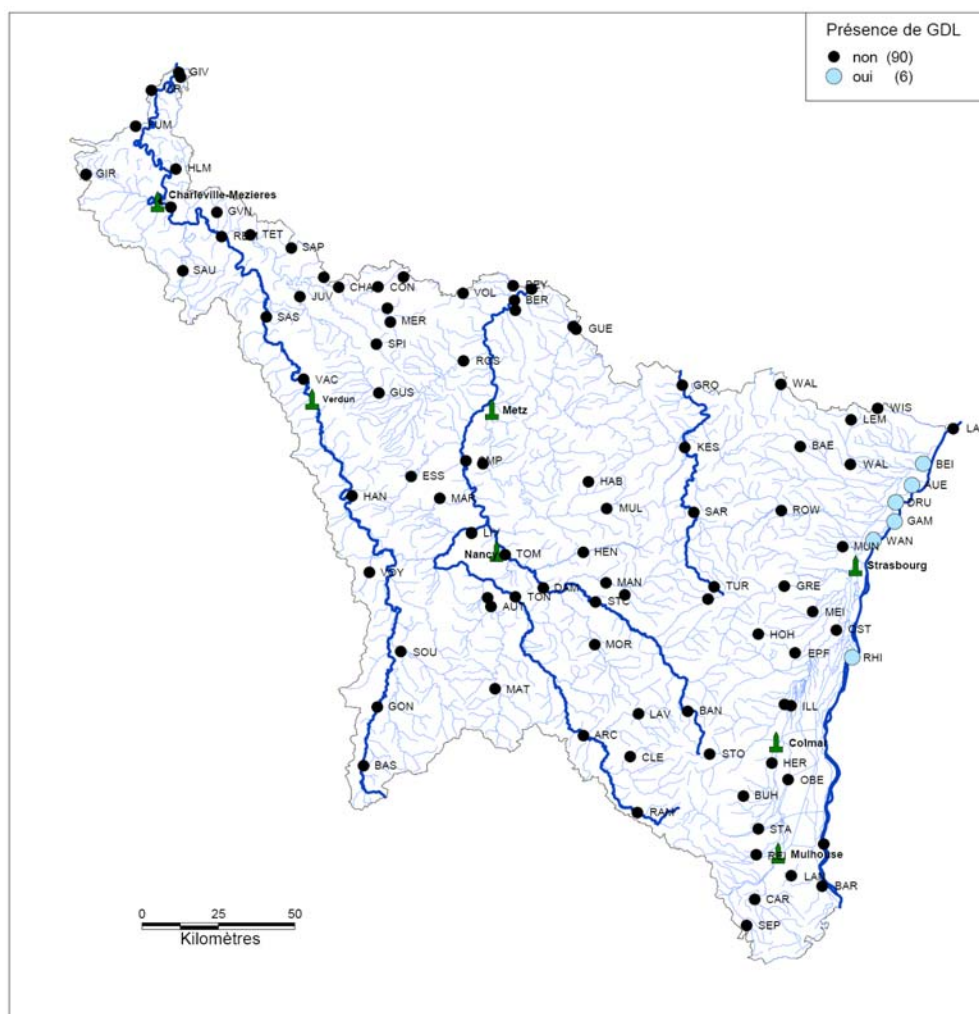 Présence de GDL
non (90)
oui (6)
GIV
HLM
GIR
Charleville-Mezieres
GVN
TET
SAP
SAU
CHA
CON
JUV
VOL
BER
SAS
MER
GUE
SPI
ROS
VAC
GUS
GRO
WAL
Verdun
Metz
WIS
LEM
KES
BAE
WAL
BEI
ESS
HAB
AUE
HAN
MAR
DRU
MUL
SAR
ROW
GAM
WAN
Nancy
TOM
HEN
MUN
Strasbourg
VOY
MAN
TUR
GRE
TON
STC
AUT
MEI
OST
HOH
SOU
MOR
EPF
RHI
MAT
GON
LAV
BAN
ILL
ARC
Colmar
BAS
CLE
STO
HER
OBE
BUH
RAM
STA
Mulhouse
BAR
CAR
SEP
0 25 50
Kilomètres